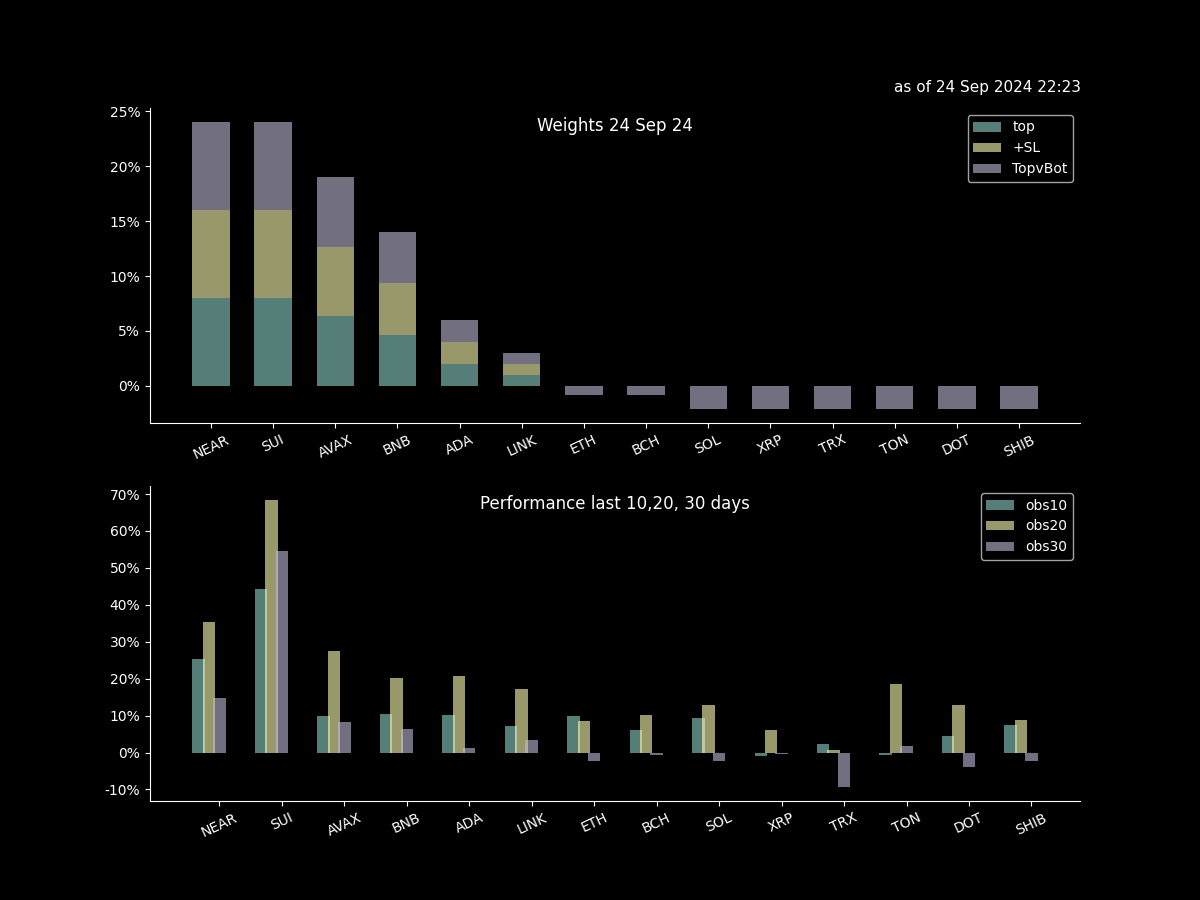 as of 24 Sep 2024 22:23
Weights 24 Sep 24
top
+SL
TopvBot
25%
20%
15%
10%
5%
0%
NEAR SUI AVAX BNB ADA LINK ETH BCH SOL XRP TRX TON DOT SHIB
Performance last 10,20, 30 days
obs10
obs20
obs30
70%
60%
50%
40%
30%
20%
10%
0%
-10%
NEAR SUI AVAX BNB ADA LINK ETH BCH SOL XRP TRX TON DOT SHIB